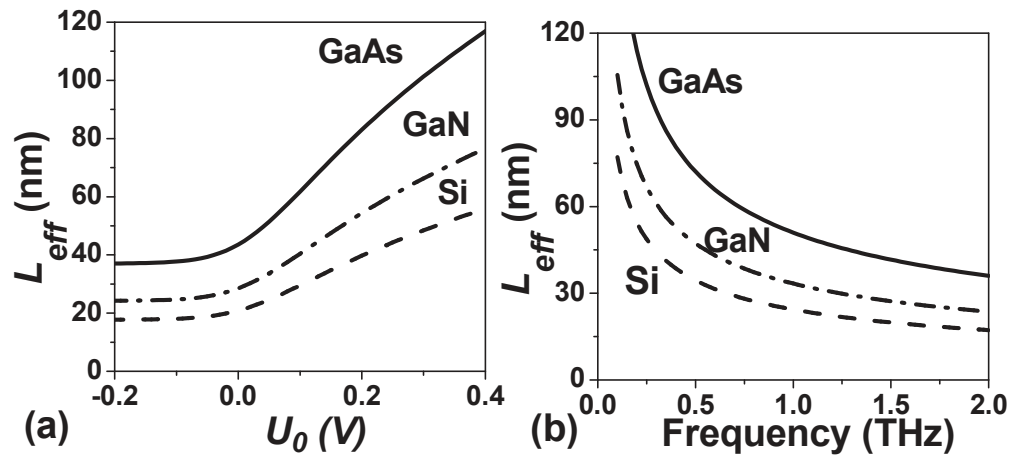 120
100
80
60
40
20
0
L_eff (nm)
GaAs
GaN
Si
-0.2 0.0 0.2 0.4
(a) U_0 (V)
120
90
60
30
0
L_eff (nm)
GaAs
GaN
Si
0.0 0.5 1.0 1.5 2.0
(b) Frequency (THz)